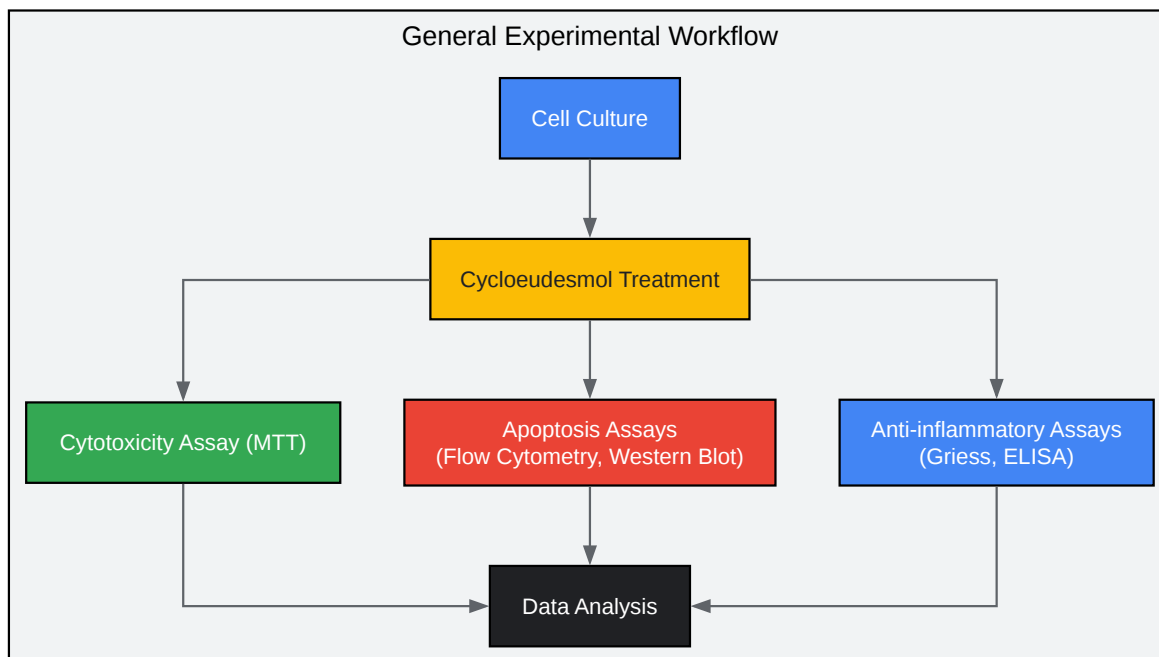 General Experimental Workflow
Cell Culture
Cycloeudesmol Treatment
Cytotoxicity Assay (MTT)
Apoptosis Assays
(Flow Cytometry, Western Blot)
Anti-inflammatory Assays
(Griess, ELISA)
Data Analysis